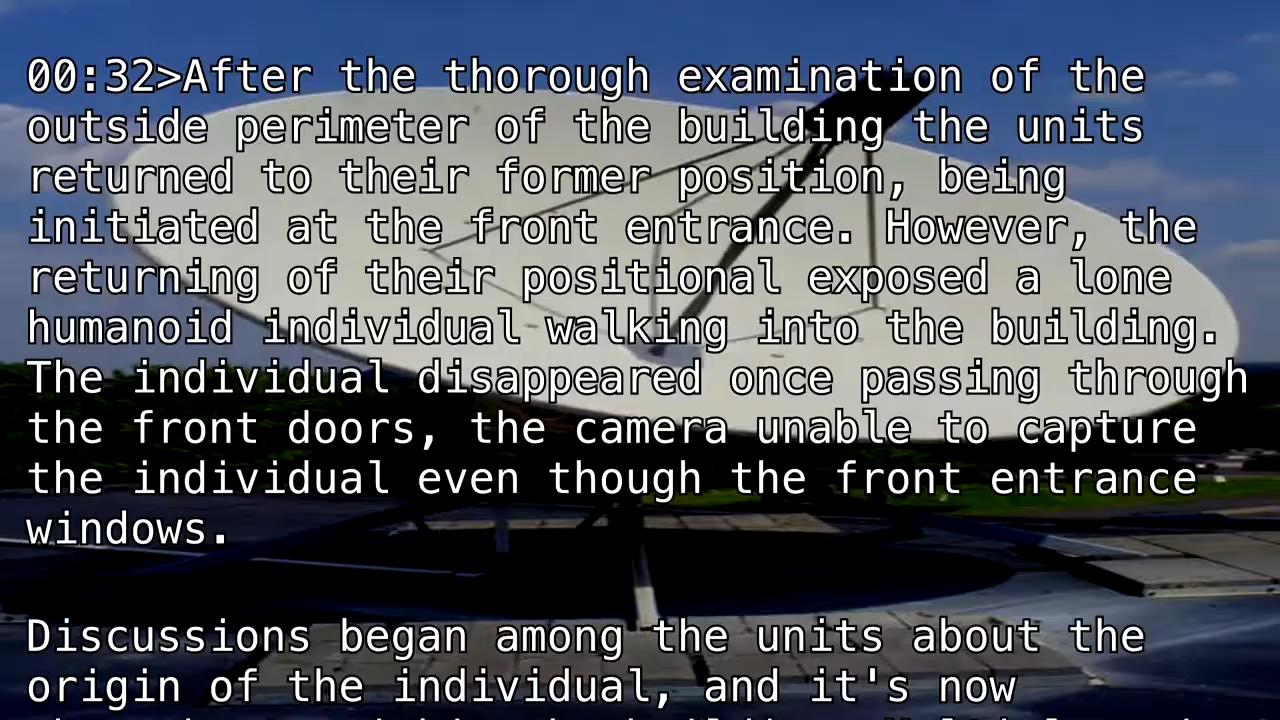 00:32>After the thorough examination of the
outside perimeter of the building the units
returned to their former position, being
initiated at the front entrance. However, the
returning of their positional exposed a lone
humanoid individual walking into the building.
The individual disappeared once passing through
the front doors, the camera unable to capture
the individual even though the front entrance
windows.
Discussions began among the units about the
origin of the individual, and it's now